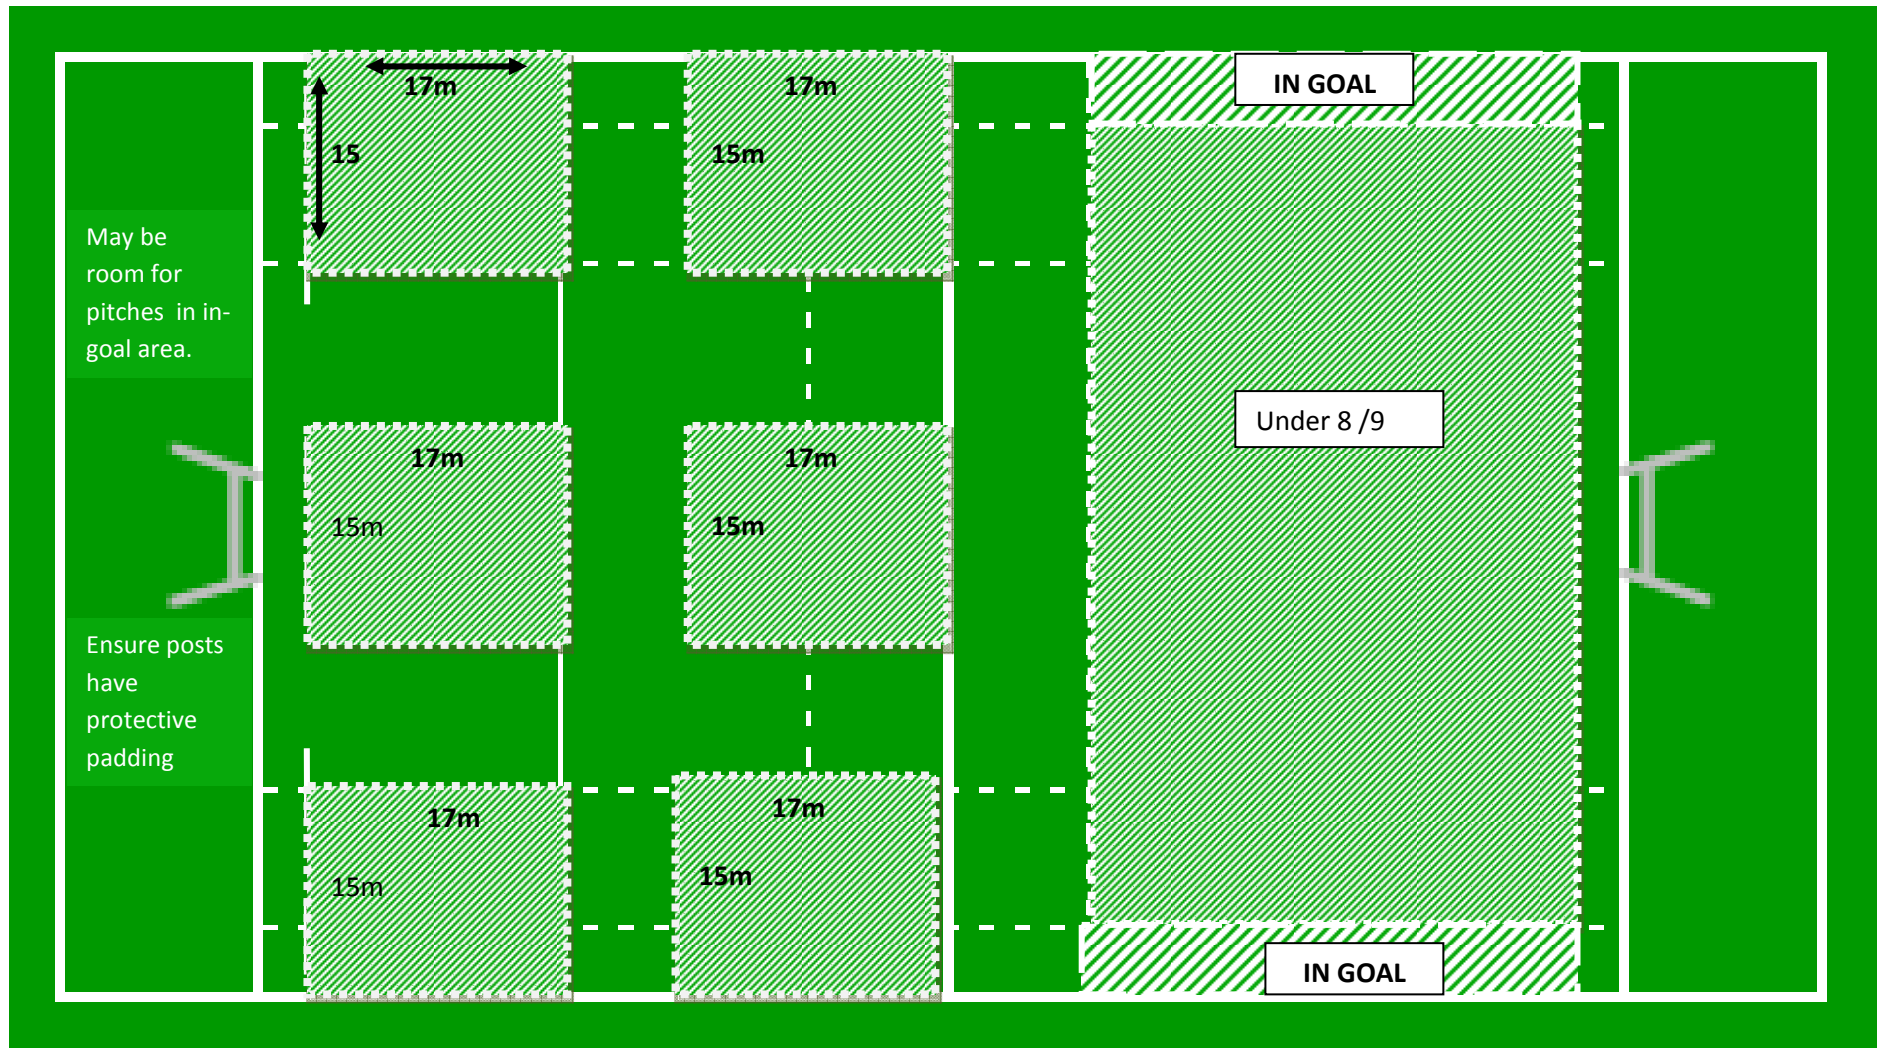 17m
17m
IN GOAL
15
15m
May be
room for
pitches in in-
goal area.
Under 8 /9
17m
17m
15m
15m
Ensure posts
have
protective
padding
17m
17m
15m
15m
IN GOAL